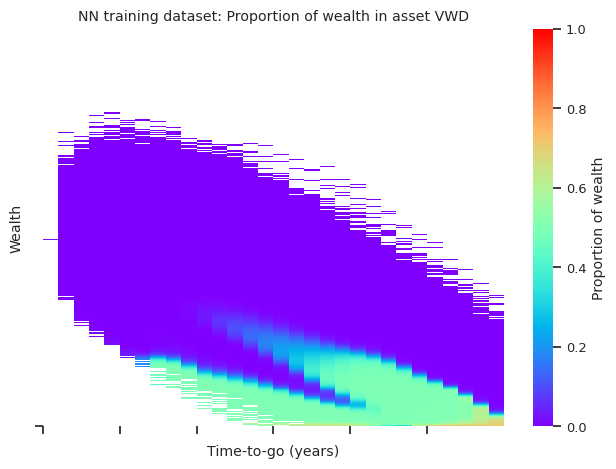 NN training dataset: Proportion of wealth in asset VWD
Wealth
Time-to-go (years)
1.0
0.8
0.6
0.4
0.2
0.0
Proportion of wealth